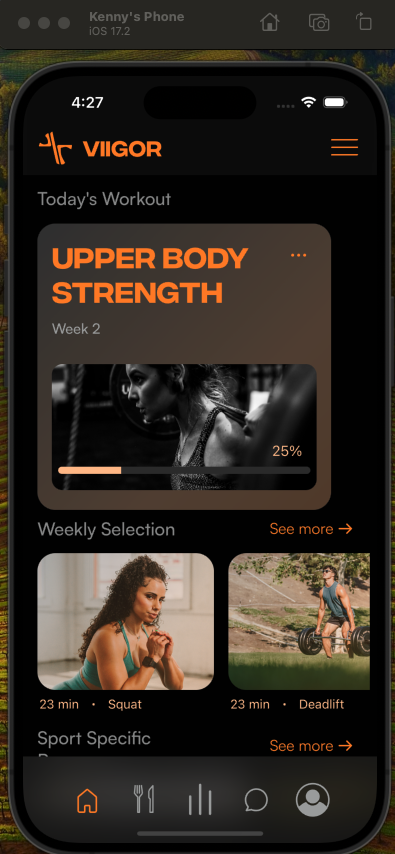 Kenny's Phone
iOS 17.2
4:27
VIIGOR
Today's Workout
UPPER BODY
STRENGTH
Week 2
25%
Weekly Selection
See more →
23 min • Squat
23 min • Deadlift
Sport Specific
See more →